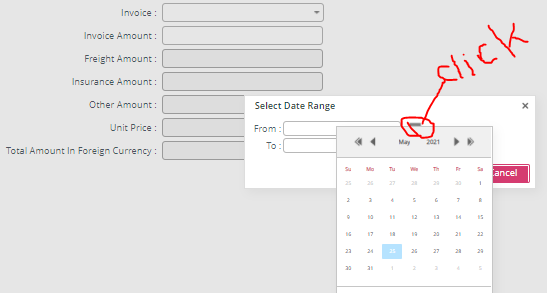 Invoice :
Invoice Amount :
Freight Amount :
Insurance Amount :
Other Amount :
Unit Price :
Total Amount In Foreign Currency :
click
Select Date Range ×
From :
To :
May 2021
Su Mo Tu We Th Fr Sa
25 26 27 28 29 30 1
2 3 4 5 6 7 8
9 10 11 12 13 14 15
16 17 18 19 20 21 22
23 24 25 26 27 28 29
30 31 1 2 3 4 5
Cancel